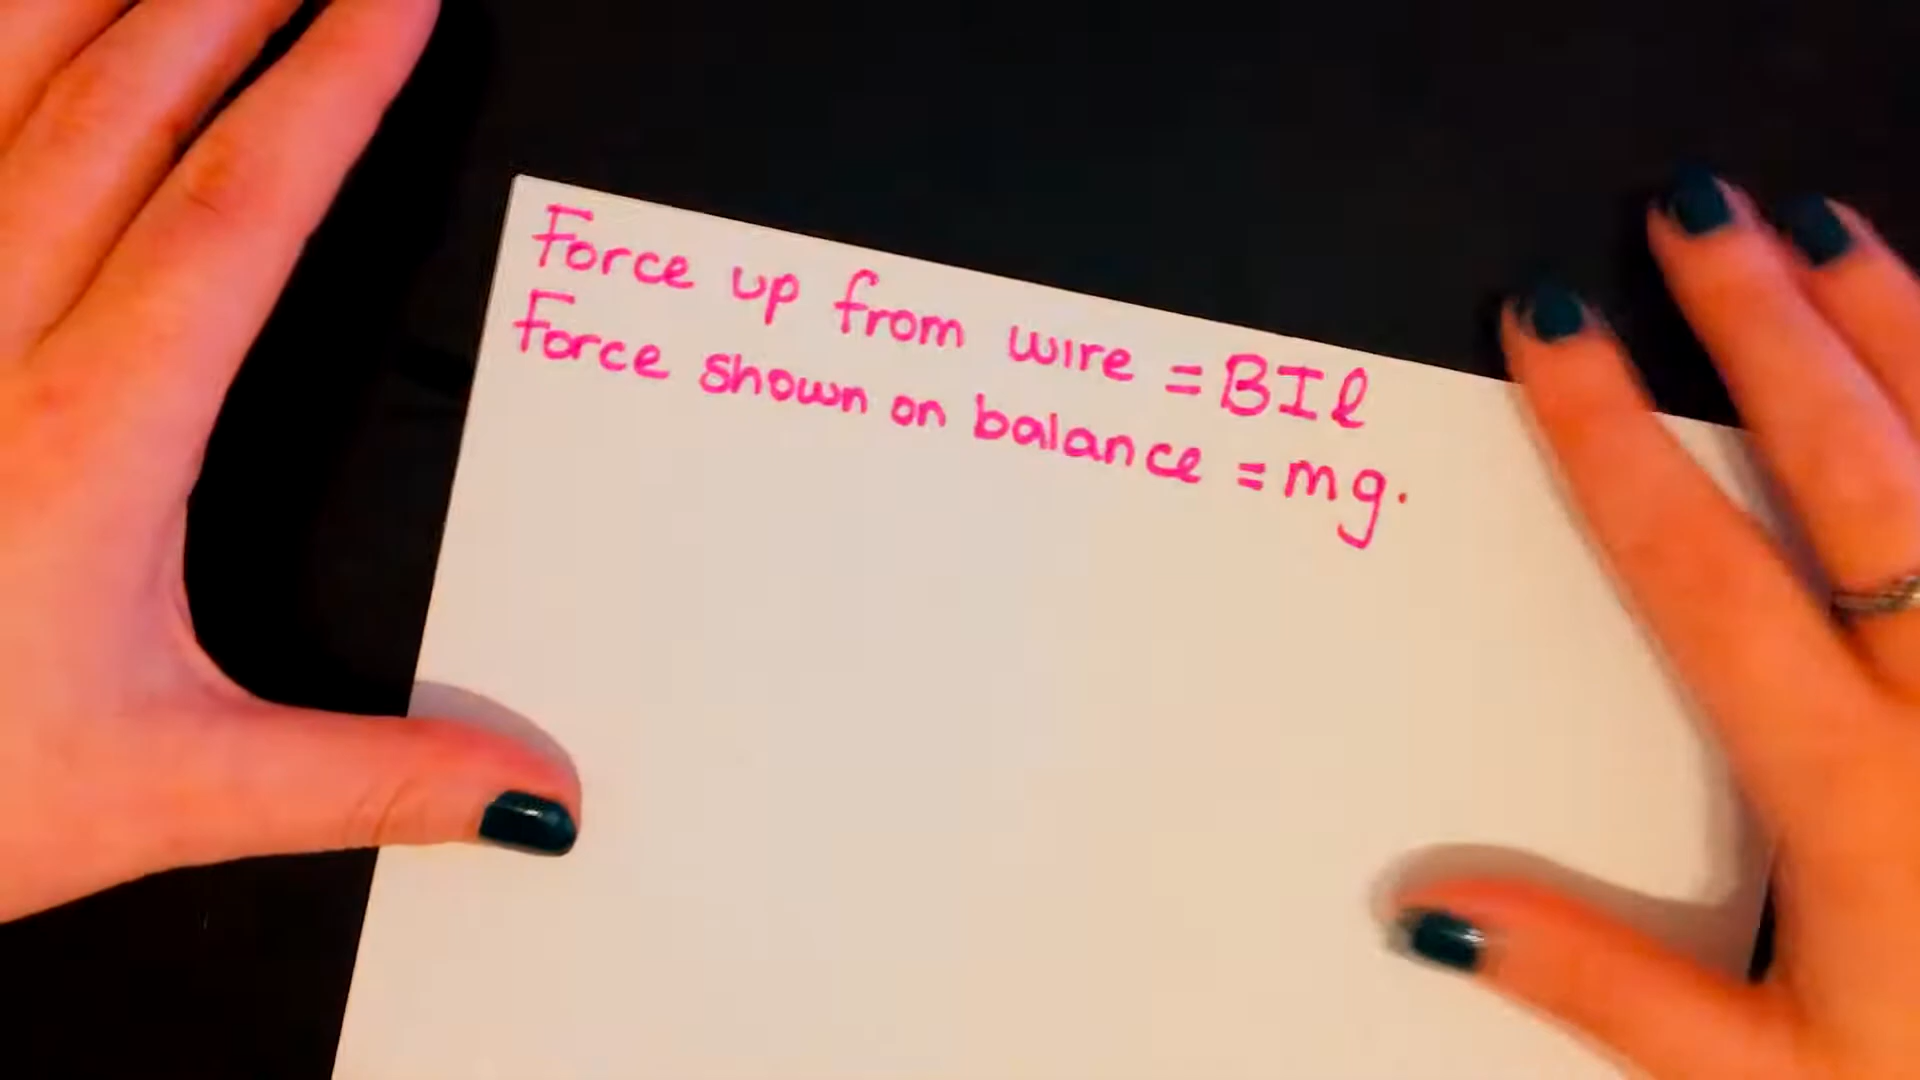 Force up from wire = BIl
Force shown on balance = mg.